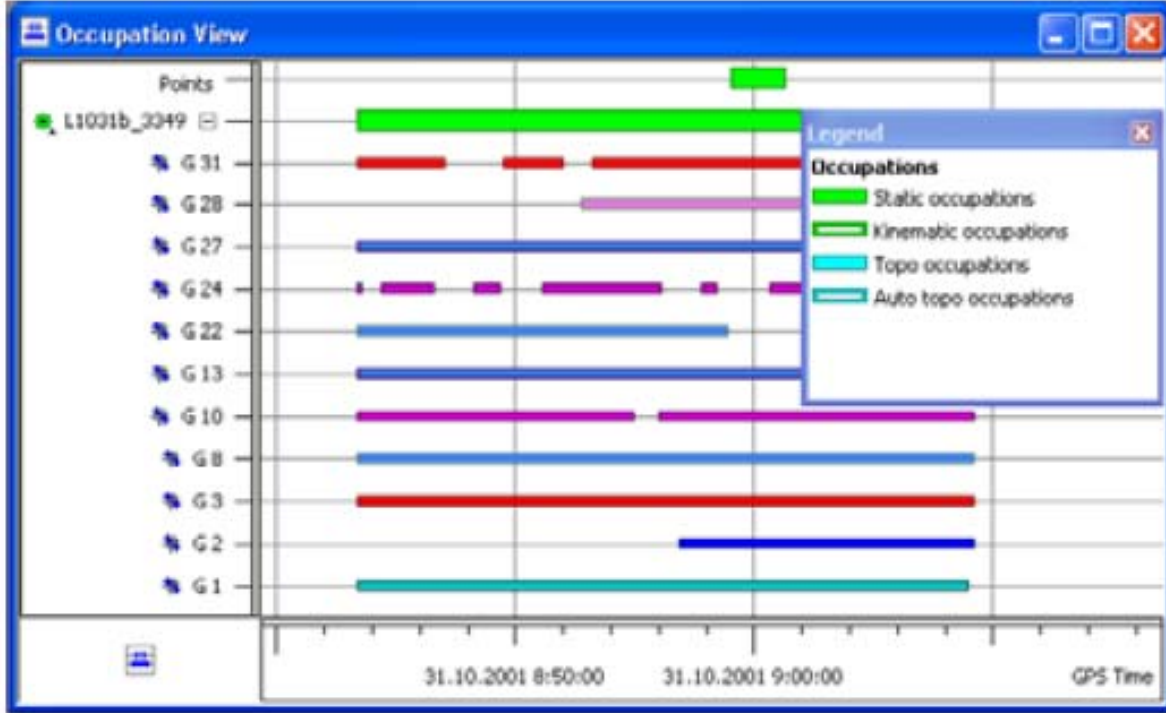 Occupation View
Points
L1031b_3349
G 31
G 28
G 27
G 24
G 22
G 13
G 10
G 8
G 3
G 2
G 1
Legend
Occupations
Static occupations
Kinematic occupations
Topo occupations
Auto topo occupations
31.10.2001 8:50:00
31.10.2001 9:00:00
GPS Time